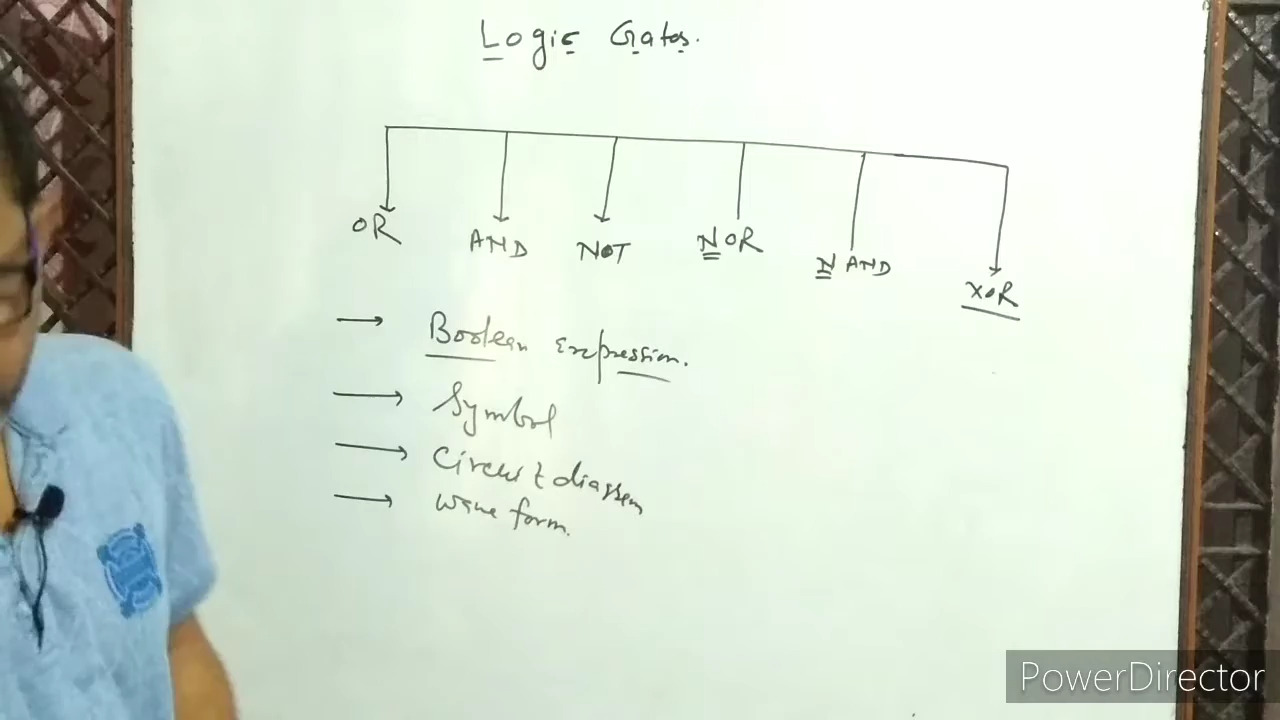 Logic Gates.
OR AND NOT NOR NAND XOR
→ Boolean Expression.
→ Symbol
→ Circuit diagram
→ Wave form.
PowerDirector